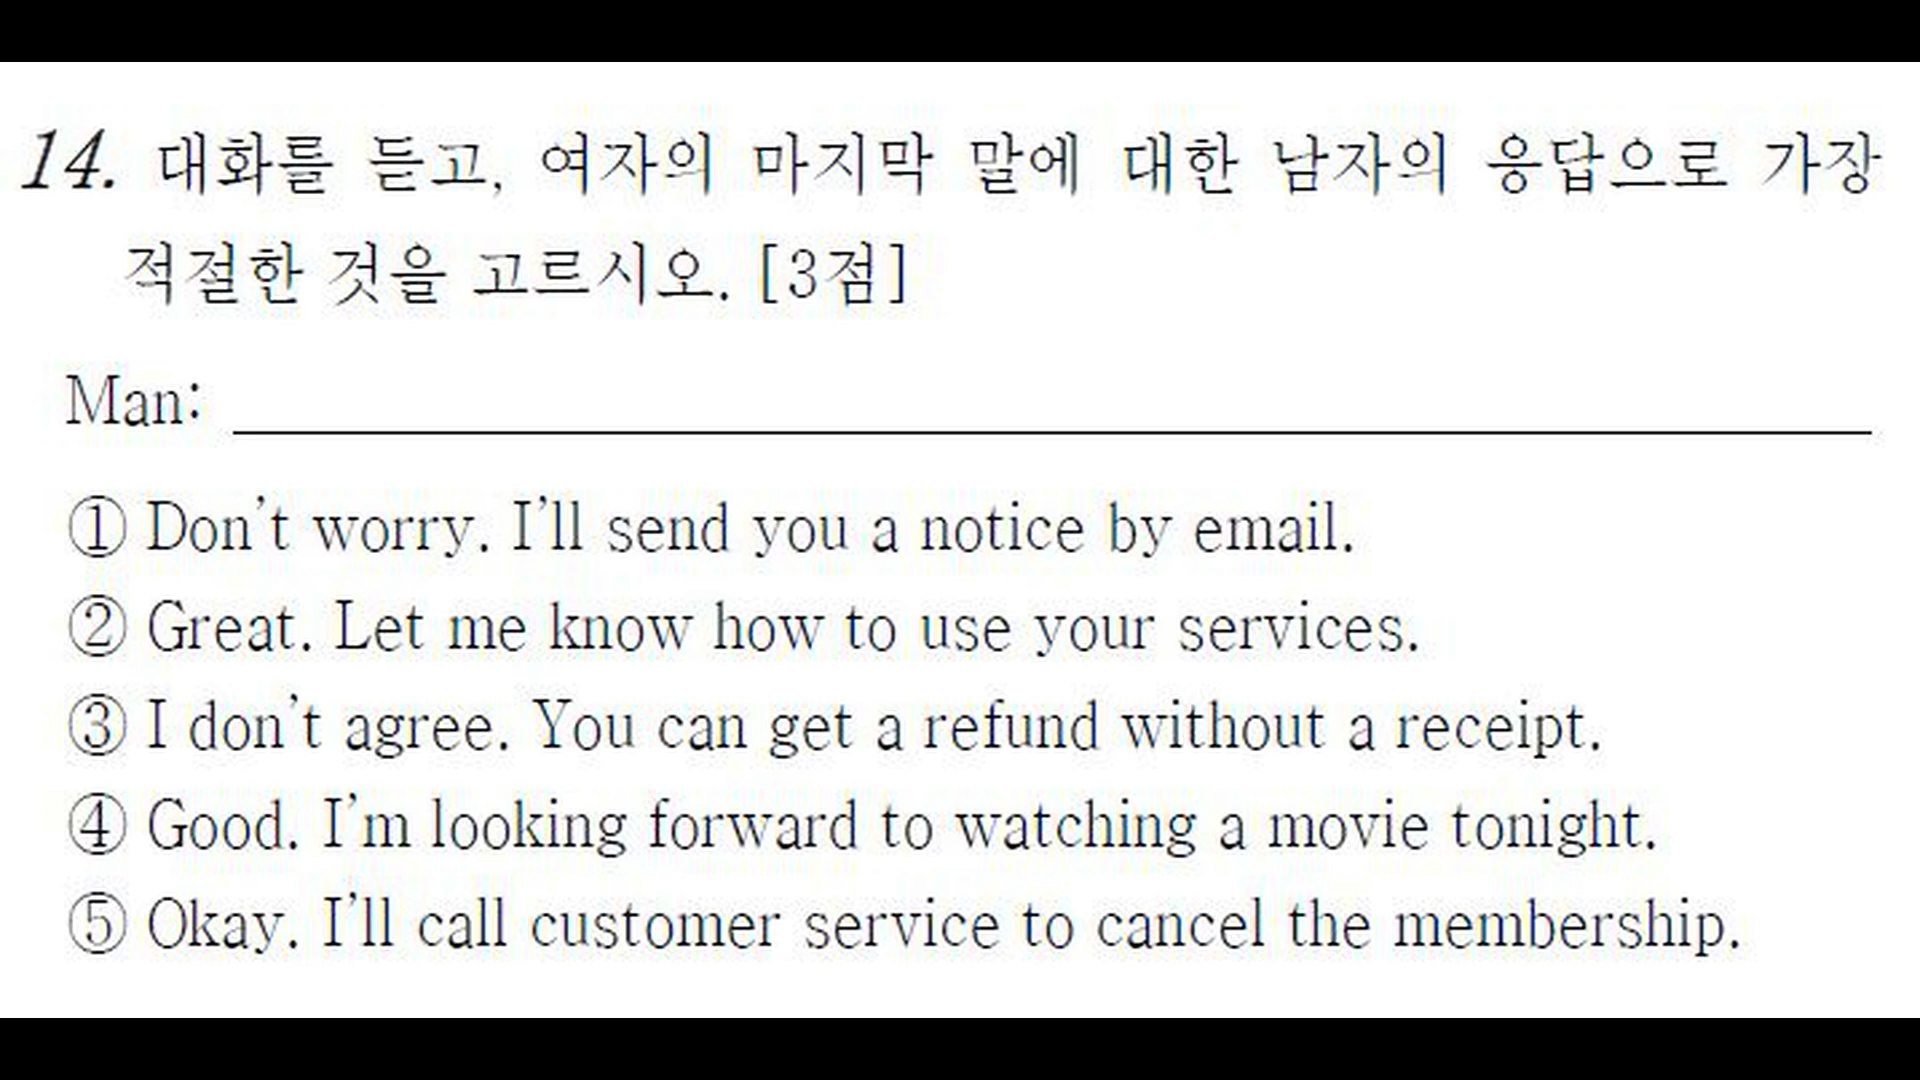 14. 대화를 듣고, 여자의 마지막 말에 대한 남자의 응답으로 가장
적절한 것을 고르시오. [3점]
Man:
① Don't worry. I'll send you a notice by email.
② Great. Let me know how to use your services.
③ I don't agree. You can get a refund without a receipt.
④ Good. I'm looking forward to watching a movie tonight.
⑤ Okay. I'll call customer service to cancel the membership.